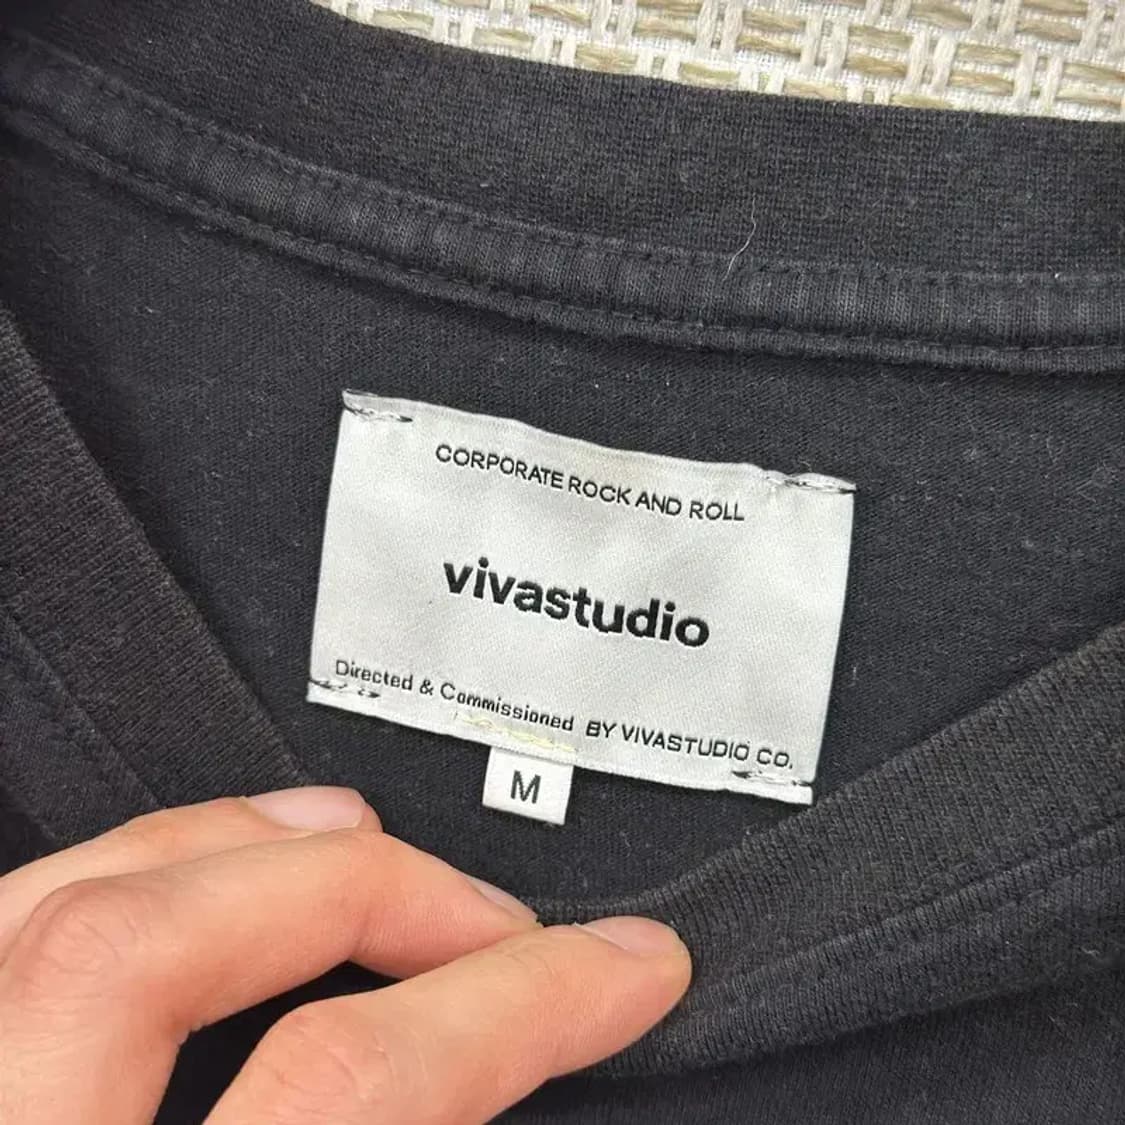 CORPORATE ROCK AND ROLL
vivastudio
Directed & Commissioned BY VIVASTUDIO CO.
M